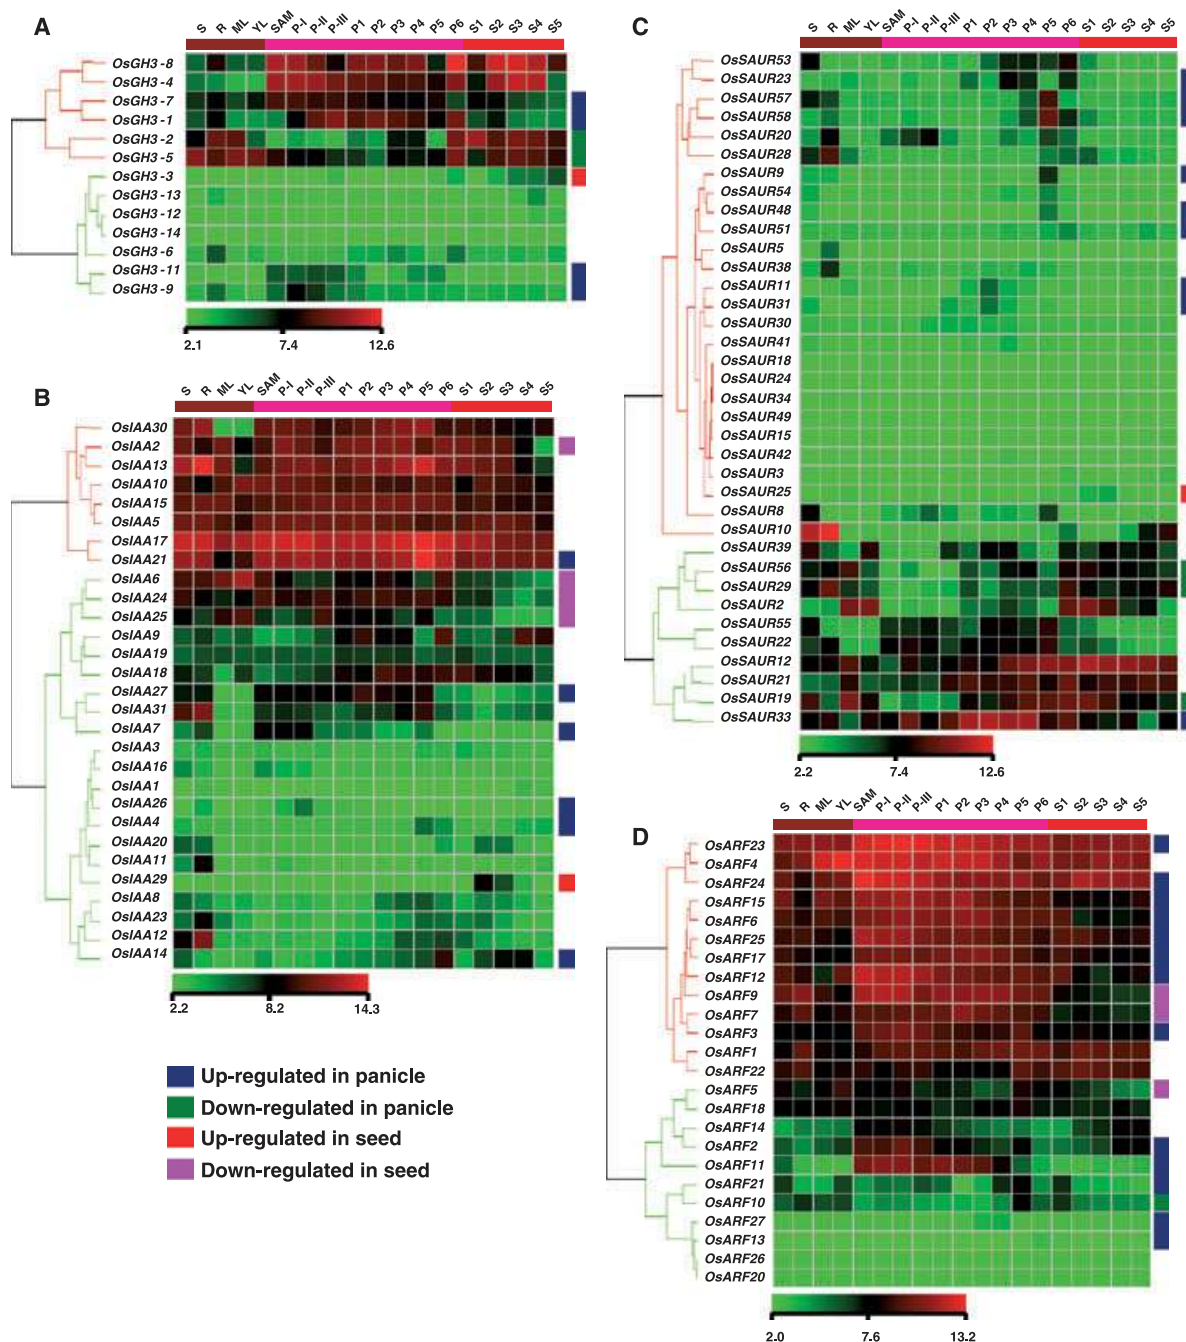 A
S R ML YL SAM P-I P-II P-III P1 P2 P3 P4 P5 P6 S1 S2 S3 S4 S5
OsGH3-8
OsGH3-4
OsGH3-7
OsGH3-1
OsGH3-2
OsGH3-5
OsGH3-3
OsGH3-13
OsGH3-12
OsGH3-14
OsGH3-6
OsGH3-11
OsGH3-9
2.1 7.4 12.6
B
S R ML YL SAM P-I P-II P-III P1 P2 P3 P4 P5 P6 S1 S2 S3 S4 S5
OsIAA30
OsIAA2
OsIAA13
OsIAA10
OsIAA15
OsIAA5
OsIAA17
OsIAA21
OsIAA6
OsIAA24
OsIAA25
OsIAA9
OsIAA19
OsIAA18
OsIAA27
OsIAA31
OsIAA7
OsIAA3
OsIAA16
OsIAA1
OsIAA26
OsIAA4
OsIAA20
OsIAA11
OsIAA29
OsIAA8
OsIAA23
OsIAA12
OsIAA14
2.2 8.2 14.3
Up-regulated in panicle
Down-regulated in panicle
Up-regulated in seed
Down-regulated in seed
C
S R ML YL SAM P-I P-II P-III P1 P2 P3 P4 P5 P6 S1 S2 S3 S4 S5
OsSAUR53
OsSAUR23
OsSAUR57
OsSAUR58
OsSAUR20
OsSAUR28
OsSAUR9
OsSAUR54
OsSAUR48
OsSAUR51
OsSAUR5
OsSAUR38
OsSAUR11
OsSAUR31
OsSAUR30
OsSAUR41
OsSAUR18
OsSAUR24
OsSAUR34
OsSAUR49
OsSAUR15
OsSAUR42
OsSAUR3
OsSAUR25
OsSAUR8
OsSAUR10
OsSAUR39
OsSAUR56
OsSAUR29
OsSAUR2
OsSAUR55
OsSAUR22
OsSAUR12
OsSAUR21
OsSAUR19
OsSAUR33
2.2 7.4 12.6
D
S R ML YL SAM P-I P-II P-III P1 P2 P3 P4 P5 P6 S1 S2 S3 S4 S5
OsARF23
OsARF4
OsARF24
OsARF15
OsARF6
OsARF25
OsARF17
OsARF12
OsARF9
OsARF7
OsARF3
OsARF1
OsARF22
OsARF5
OsARF18
OsARF14
OsARF2
OsARF11
OsARF21
OsARF10
OsARF27
OsARF13
OsARF26
OsARF20
2.0 7.6 13.2